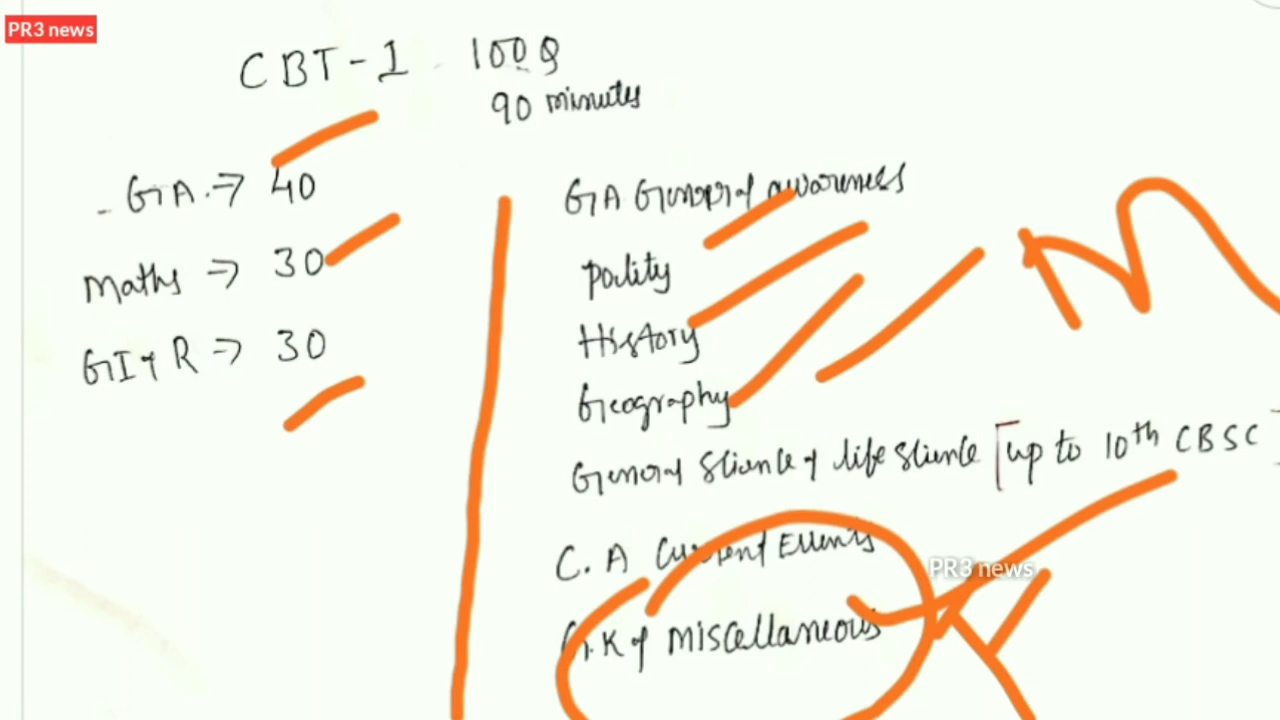 PR3 news
CBT-1 100Q
90 minutes
GA. → 40
Maths → 30
GI & R → 30
GA General awareness
Polity
History
Geography
General Science & life Science [up to 10th CBSC]
C. A Current Events
G.K & Miscellaneous
PR3 news